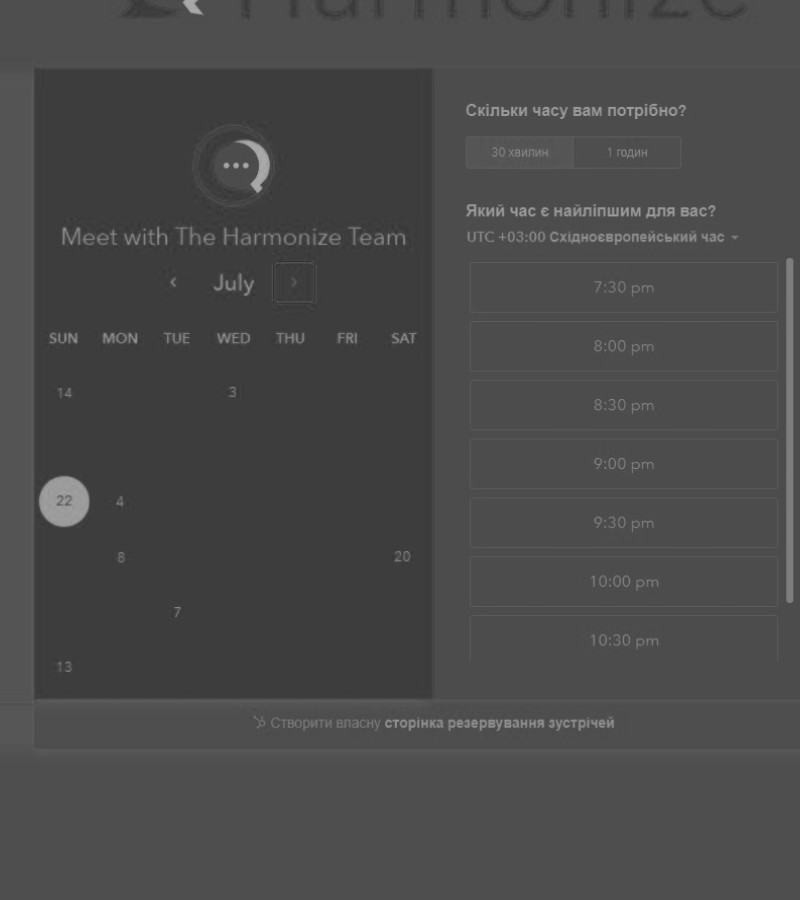 Harmonize
Meet with The Harmonize Team
July
SUN MON TUE WED THU FRI SAT
14 3
22 4
8 20
7
13
Скільки часу вам потрібно?
30 хвилин 1 годин
Який час є найліпшим для вас?
UTC +03:00 Східноєвропейський час
7:30 pm
8:00 pm
8:30 pm
9:00 pm
9:30 pm
10:00 pm
10:30 pm
Створити власну сторінка резервування зустрічей